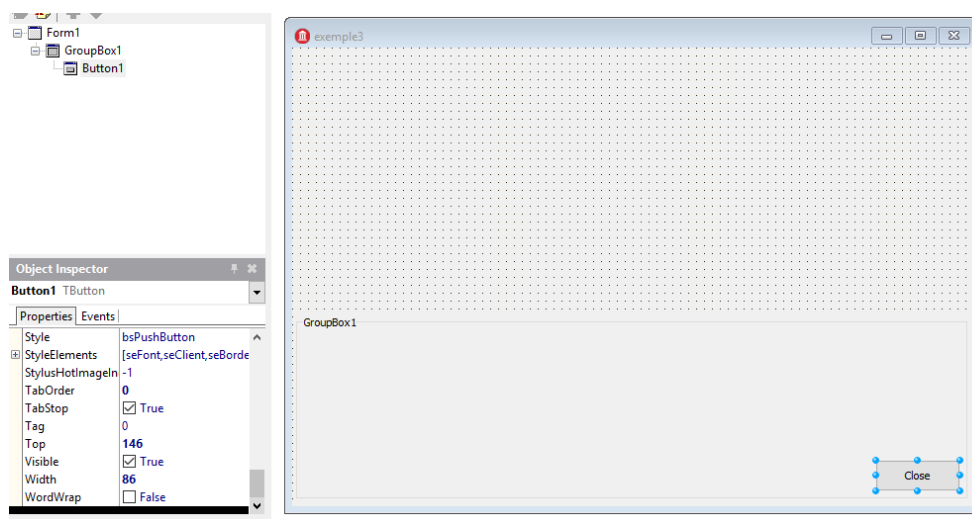 Form1
GroupBox1
Button1
Object Inspector
Button1 TButton
Properties Events
Style bsPushButton
StyleElements [seFont,seClient,seBorde
StylusHotImageIn -1
TabOrder 0
TabStop True
Tag 0
Top 146
Visible True
Width 86
WordWrap False
exemple3
GroupBox1
Close